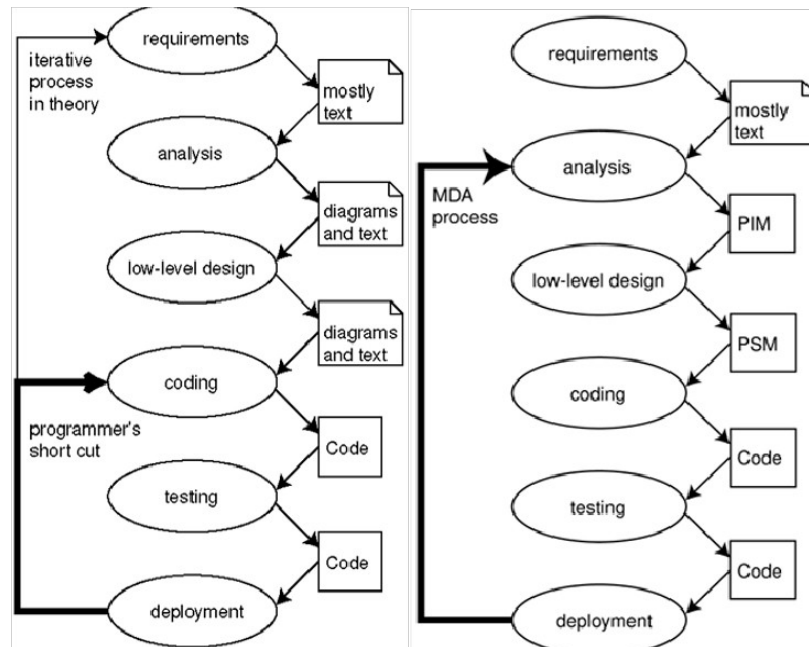 requirements
iterative
process
in theory
mostly
text
analysis
diagrams
and text
low-level design
diagrams
and text
coding
programmer's
short cut
Code
testing
Code
deployment
requirements
mostly
text
analysis
MDA
process
PIM
low-level design
PSM
coding
Code
testing
Code
deployment